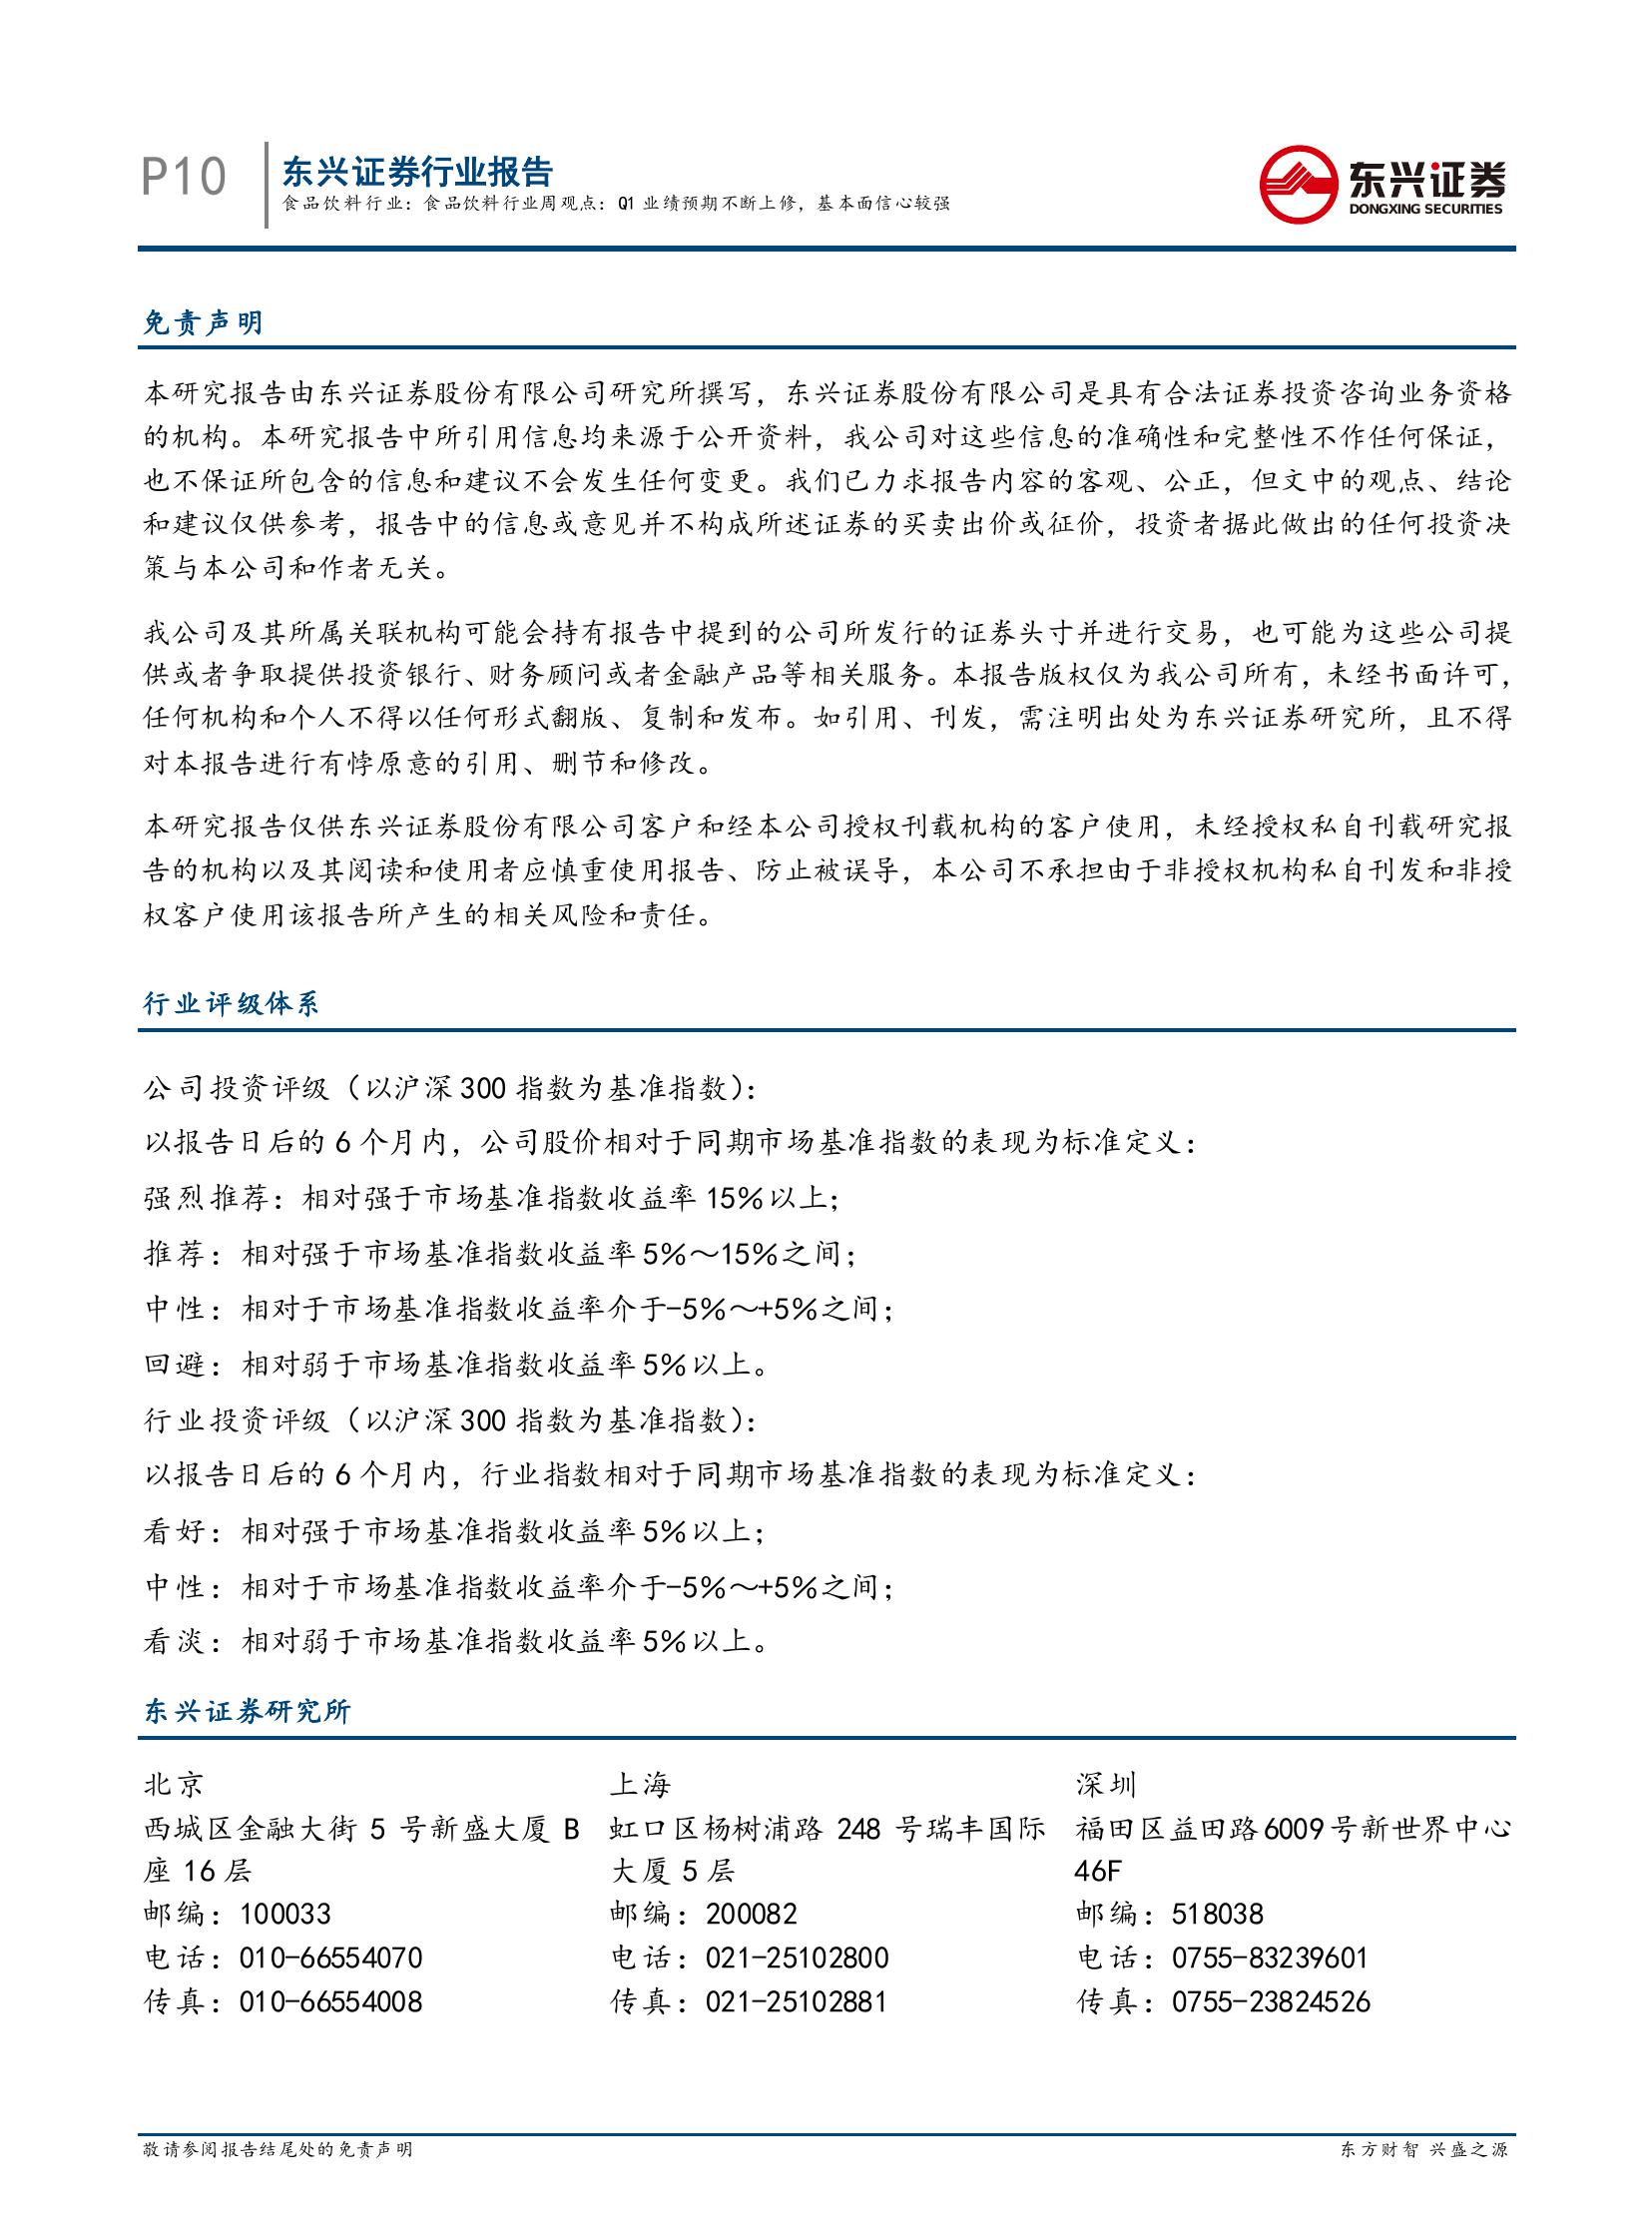 P10
东兴证券行业报告
食品饮料行业：食品饮料行业周观点：Q1 业绩预期不断上修，基本面信心较强
东兴证券
DONGXING SECURITIES
免责声明
本研究报告由东兴证券股份有限公司研究所撰写，东兴证券股份有限公司是具有合法证券投资咨询业务资格
的机构。本研究报告中所引用信息均来源于公开资料，我公司对这些信息的准确性和完整性不作任何保证，
也不保证所包含的信息和建议不会发生任何变更。我们已力求报告内容的客观、公正，但文中的观点、结论
和建议仅供参考，报告中的信息或意见并不构成所述证券的买卖出价或征价，投资者据此做出的任何投资决
策与本公司和作者无关。
我公司及其所属关联机构可能会持有报告中提到的公司所发行的证券头寸并进行交易，也可能为这些公司提
供或者争取提供投资银行、财务顾问或者金融产品等相关服务。本报告版权仅为我公司所有，未经书面许可，
任何机构和个人不得以任何形式翻版、复制和发布。如引用、刊发，需注明出处为东兴证券研究所，且不得
对本报告进行有悖原意的引用、删节和修改。
本研究报告仅供东兴证券股份有限公司客户和经本公司授权刊载机构的客户使用，未经授权私自刊载研究报
告的机构以及其阅读和使用者应慎重使用报告、防止被误导，本公司不承担由于非授权机构私自刊发和非授
权客户使用该报告所产生的相关风险和责任。
行业评级体系
公司投资评级（以沪深 300 指数为基准指数）：
以报告日后的 6 个月内，公司股价相对于同期市场基准指数的表现为标准定义：
强烈推荐：相对强于市场基准指数收益率 15％以上；
推荐：相对强于市场基准指数收益率 5％～15％之间；
中性：相对于市场基准指数收益率介于-5％～+5％之间；
回避：相对弱于市场基准指数收益率 5％以上。
行业投资评级（以沪深 300 指数为基准指数）：
以报告日后的 6 个月内，行业指数相对于同期市场基准指数的表现为标准定义：
看好：相对强于市场基准指数收益率 5％以上；
中性：相对于市场基准指数收益率介于-5％～+5％之间；
看淡：相对弱于市场基准指数收益率 5％以上。
东兴证券研究所
北京
西城区金融大街 5 号新盛大厦 B
座 16 层
邮编：100033
电话：010-66554070
传真：010-66554008
上海
虹口区杨树浦路 248 号瑞丰国际
大厦 5 层
邮编：200082
电话：021-25102800
传真：021-25102881
深圳
福田区益田路6009号新世界中心
46F
邮编：518038
电话：0755-83239601
传真：0755-23824526
敬请参阅报告结尾处的免责声明
东方财智 兴盛之源